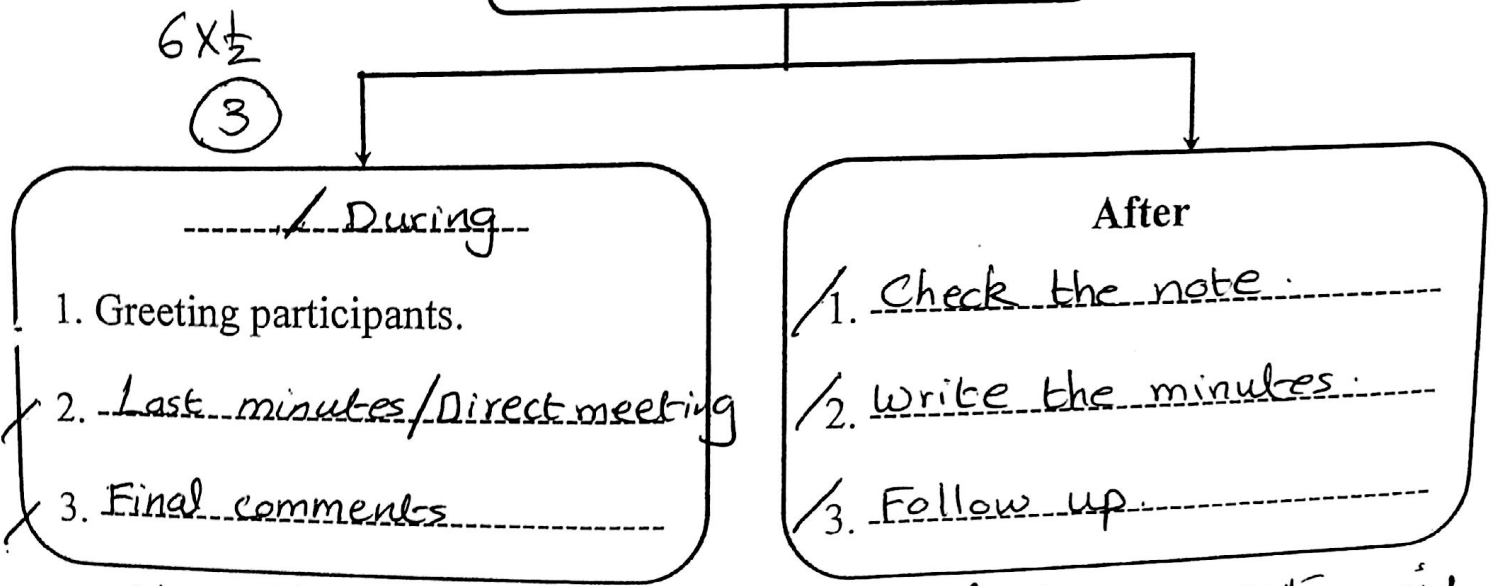 6 x ½
3
During
1. Greeting participants.
2. Last minutes/Direct meeting
3. Final comments
After
1. Check the note.
2. Write the minutes.
3. Follow up.